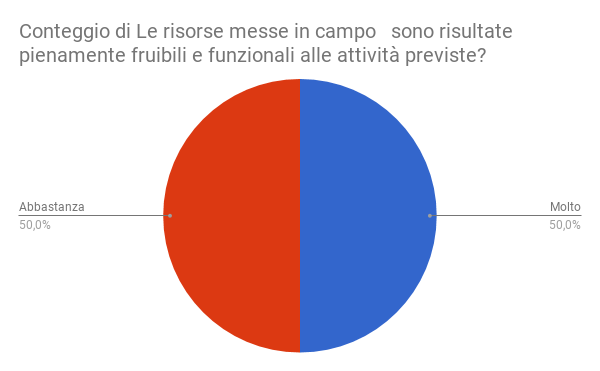 Conteggio di Le risorse messe in campo   sono risultate
pienamente fruibili e funzionali alle attività previste?
Abbastanza
50,0%
Molto
50,0%